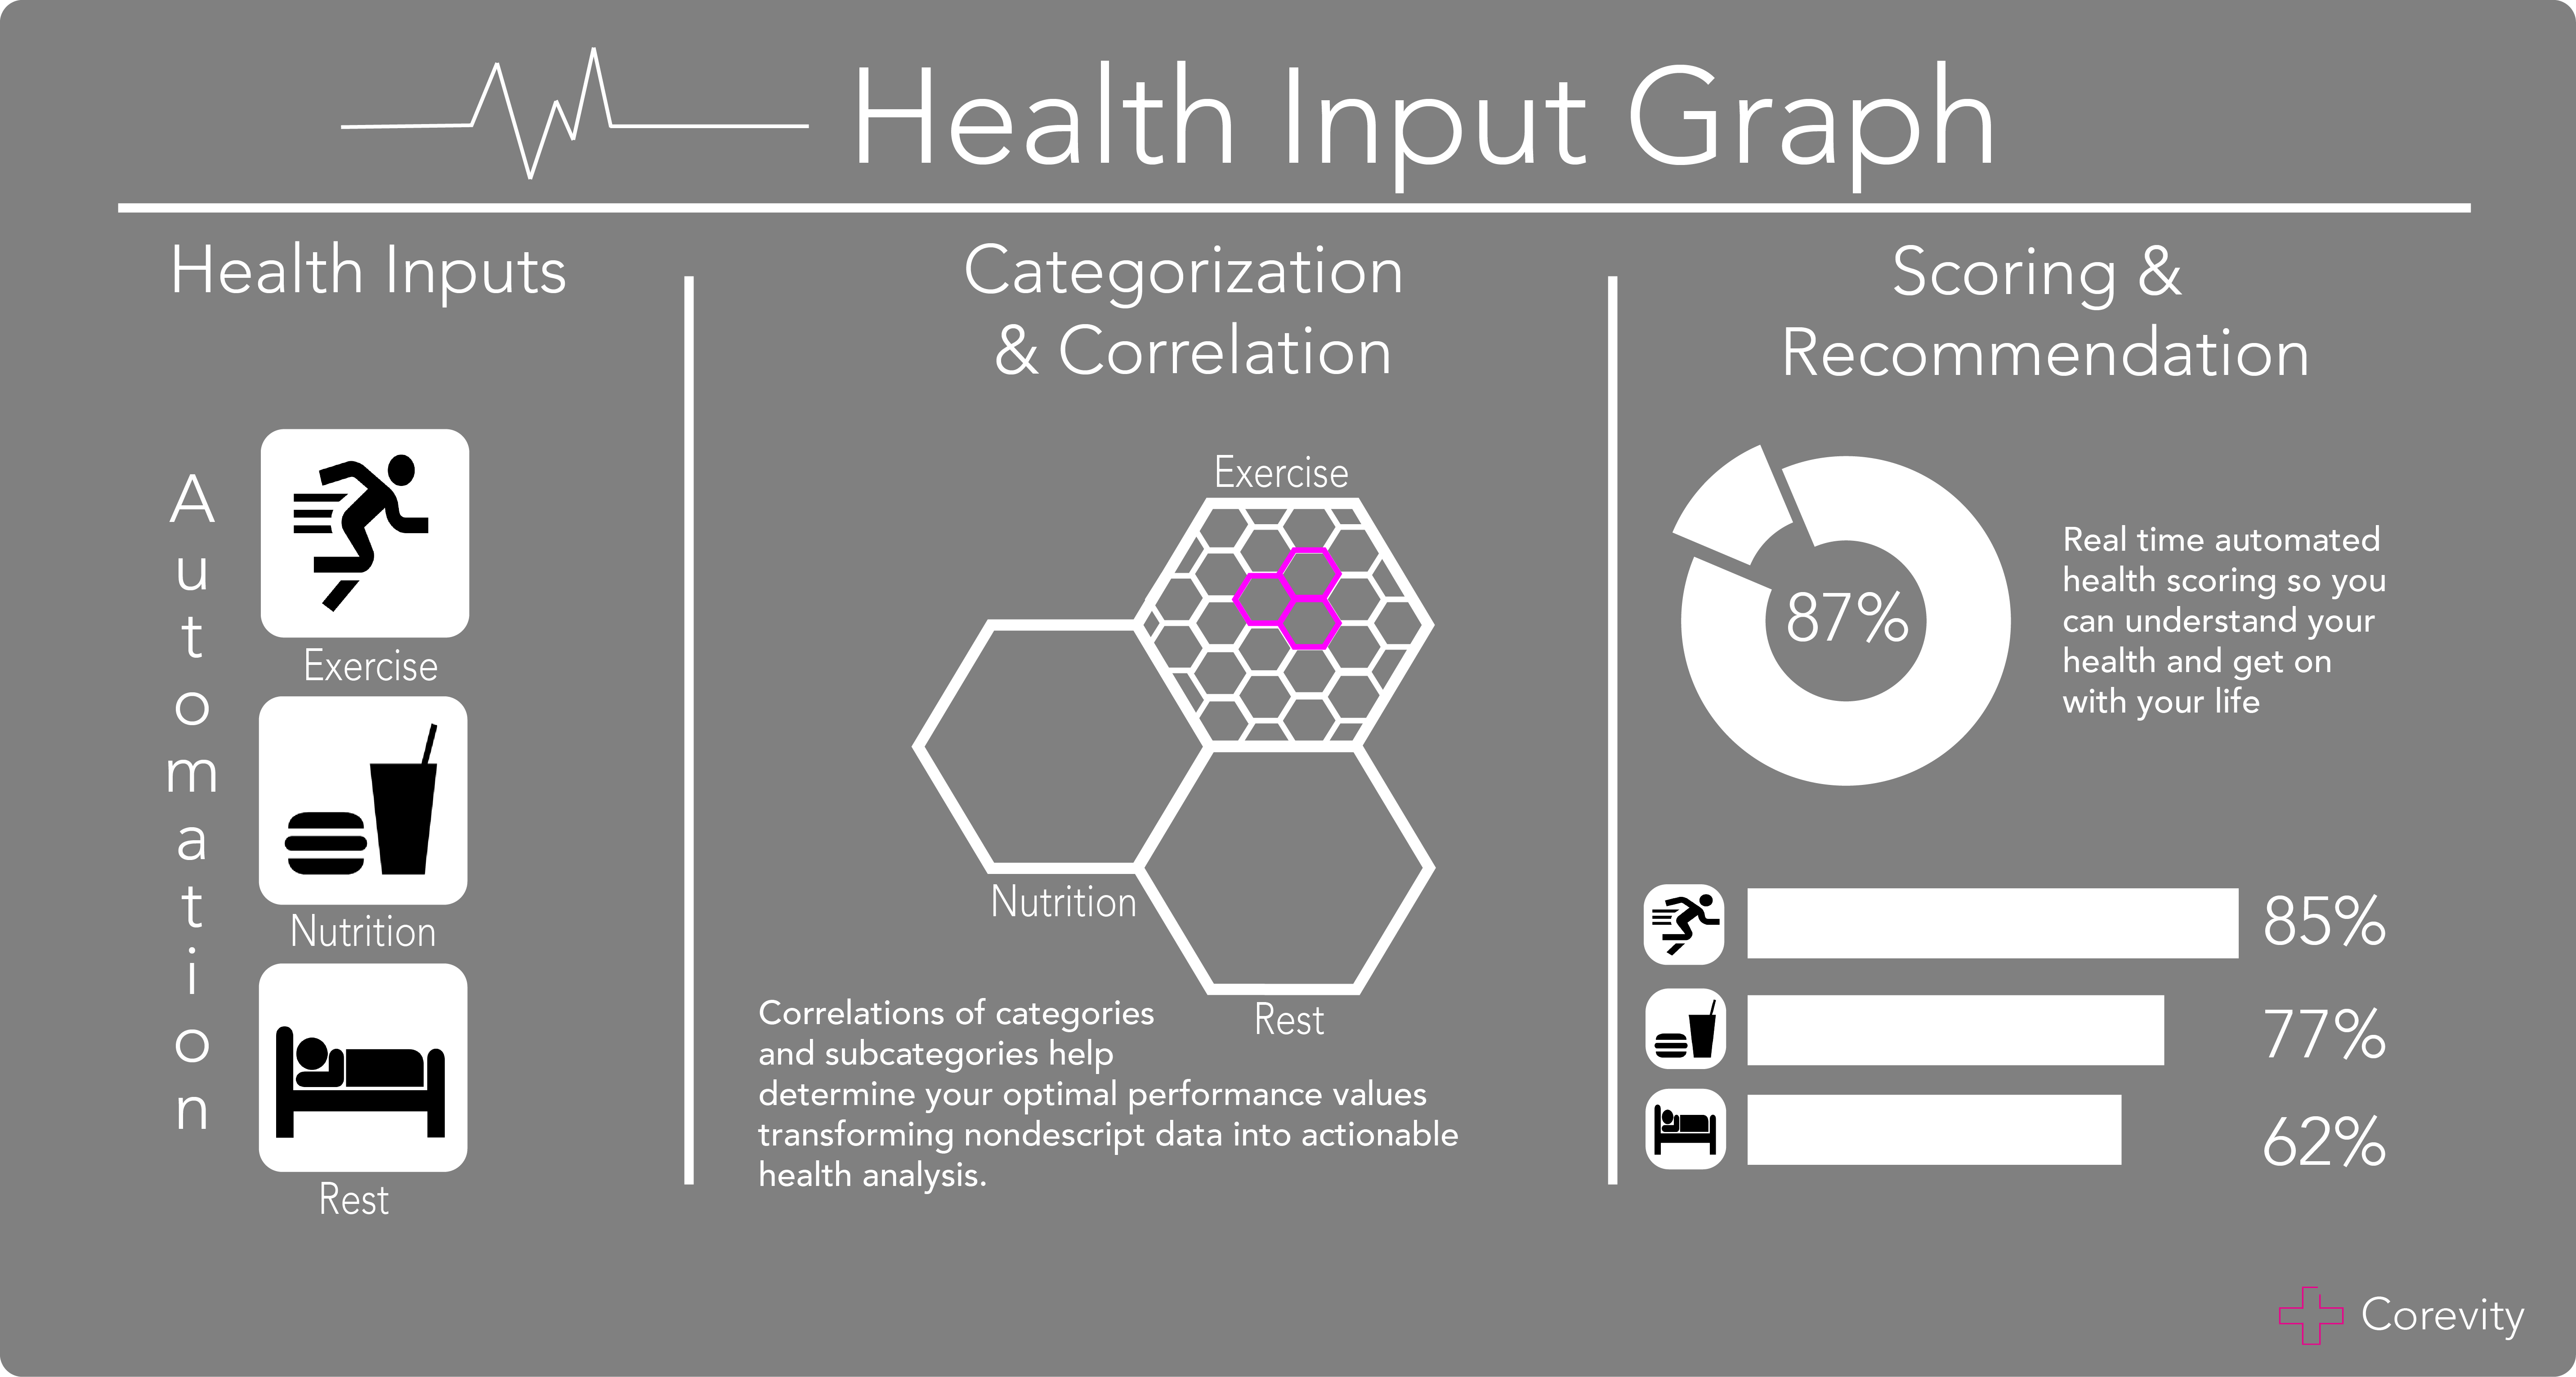 Health Input Graph
Health Inputs
Automation
Exercise
Nutrition
Rest
Categorization
& Correlation
Exercise
Nutrition
Rest
Correlations of categories
and subcategories help
determine your optimal performance values
transforming nondescript data into actionable
health analysis.
Scoring &
Recommendation
87%
Real time automated
health scoring so you
can understand your
health and get on
with your life
85%
77%
62%
Corevity